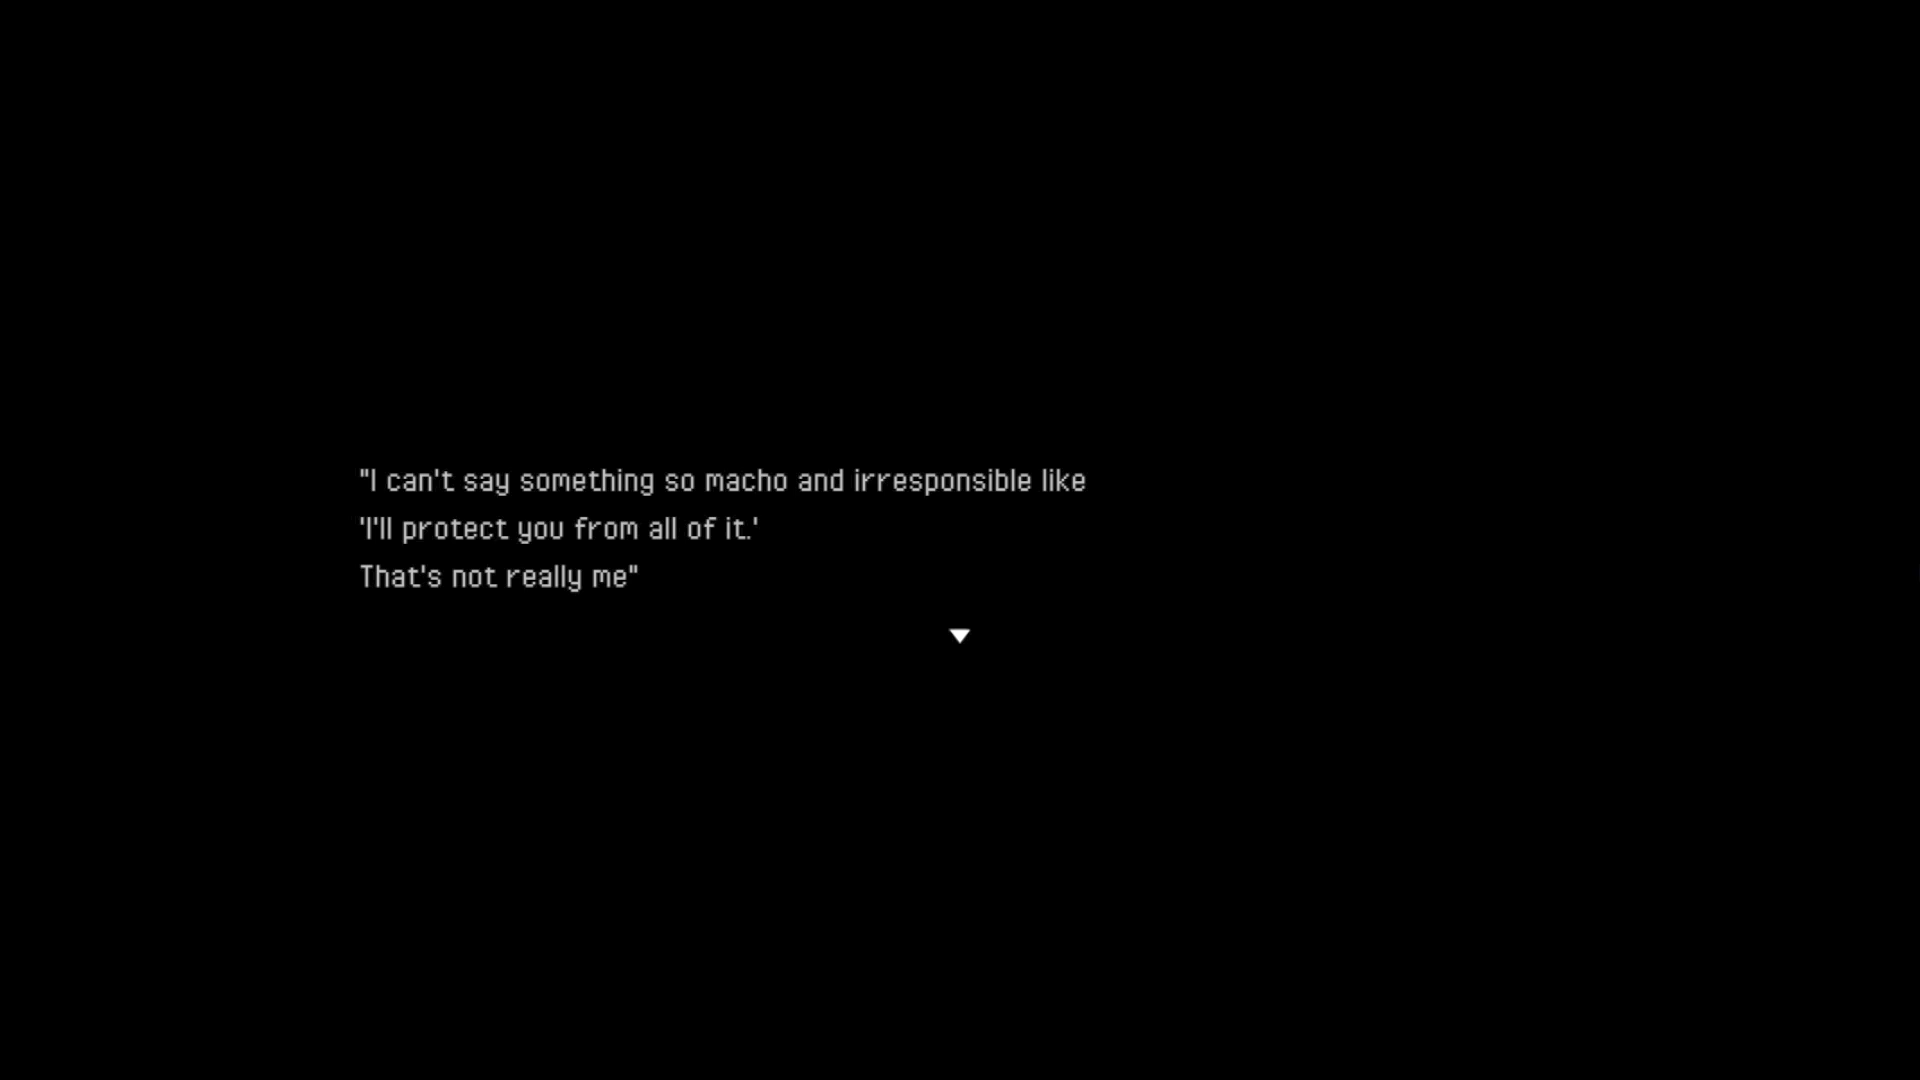 "I can't say something so macho and irresponsible like
'I'll protect you from all of it.'
That's not really me"